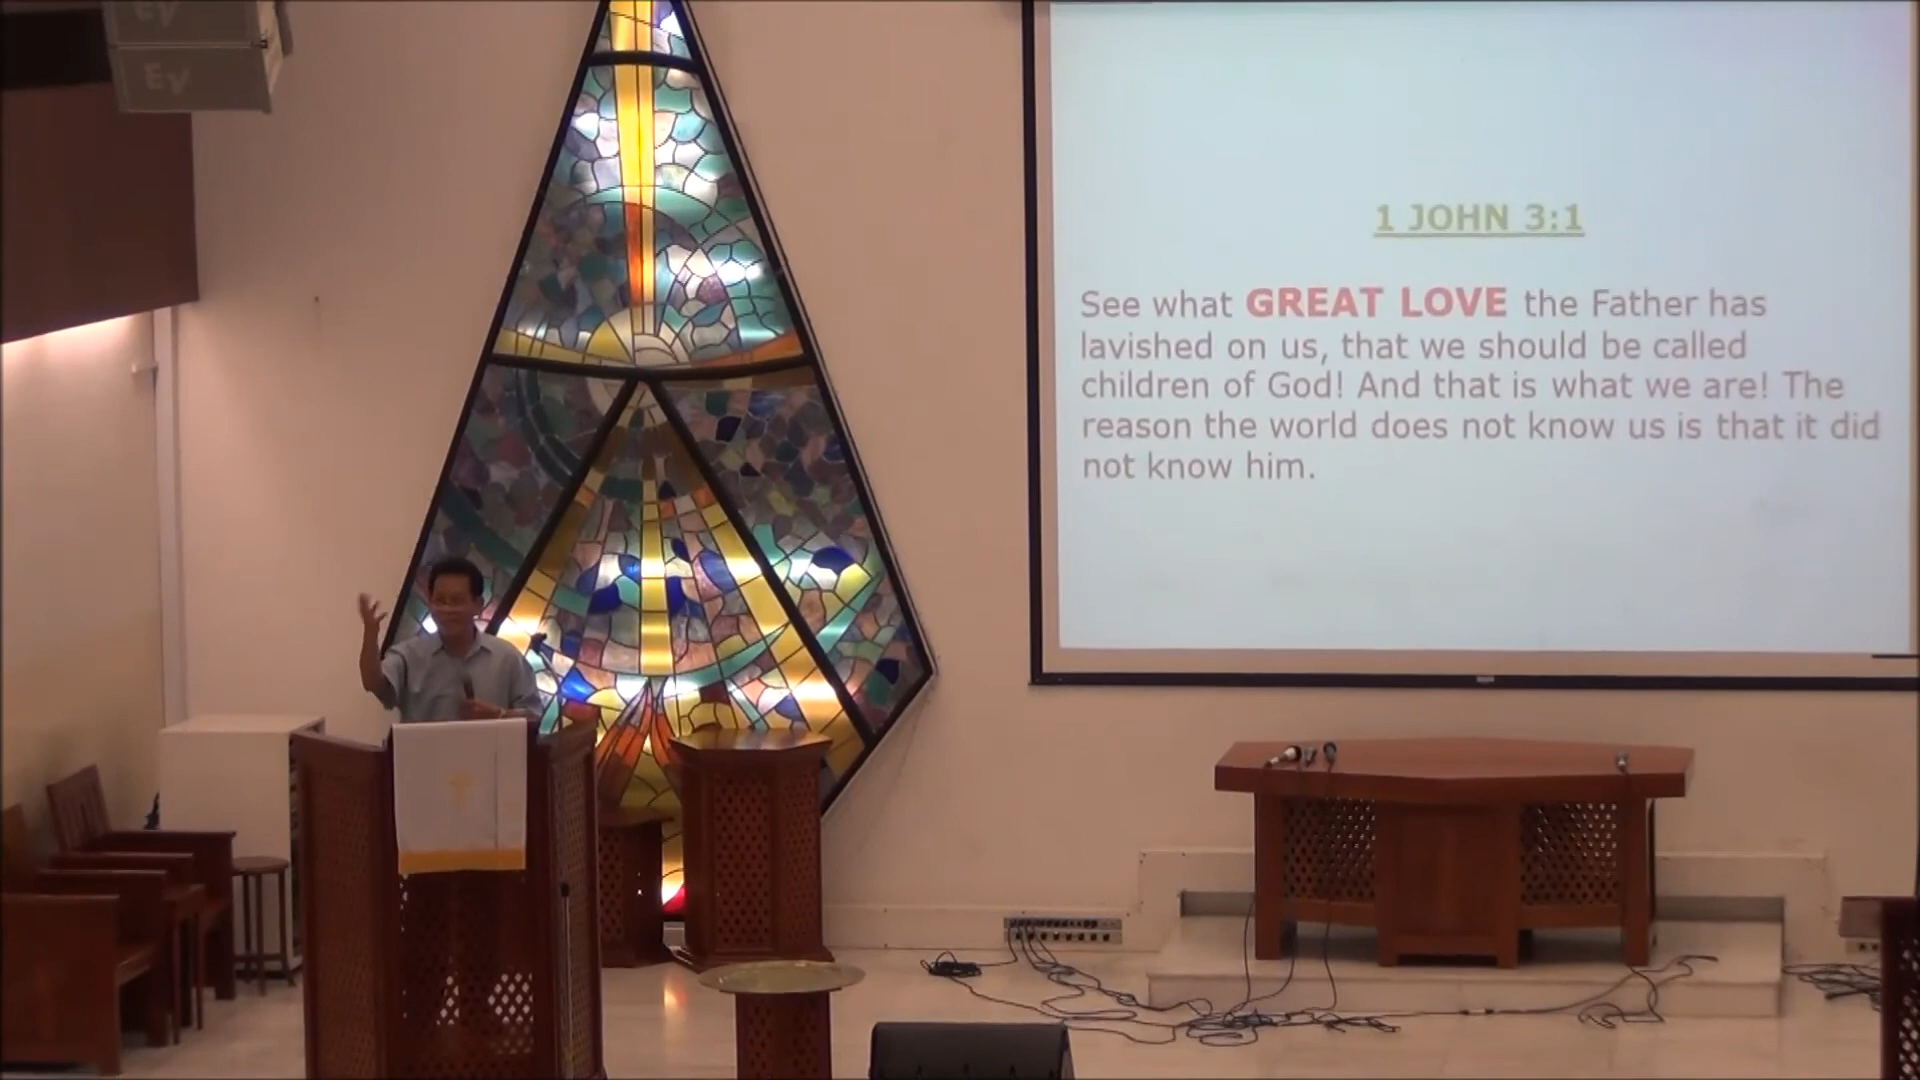 EV
EV
1 JOHN 3:1
See what GREAT LOVE the Father has
lavished on us, that we should be called
children of God! And that is what we are! The
reason the world does not know us is that it did
not know him.